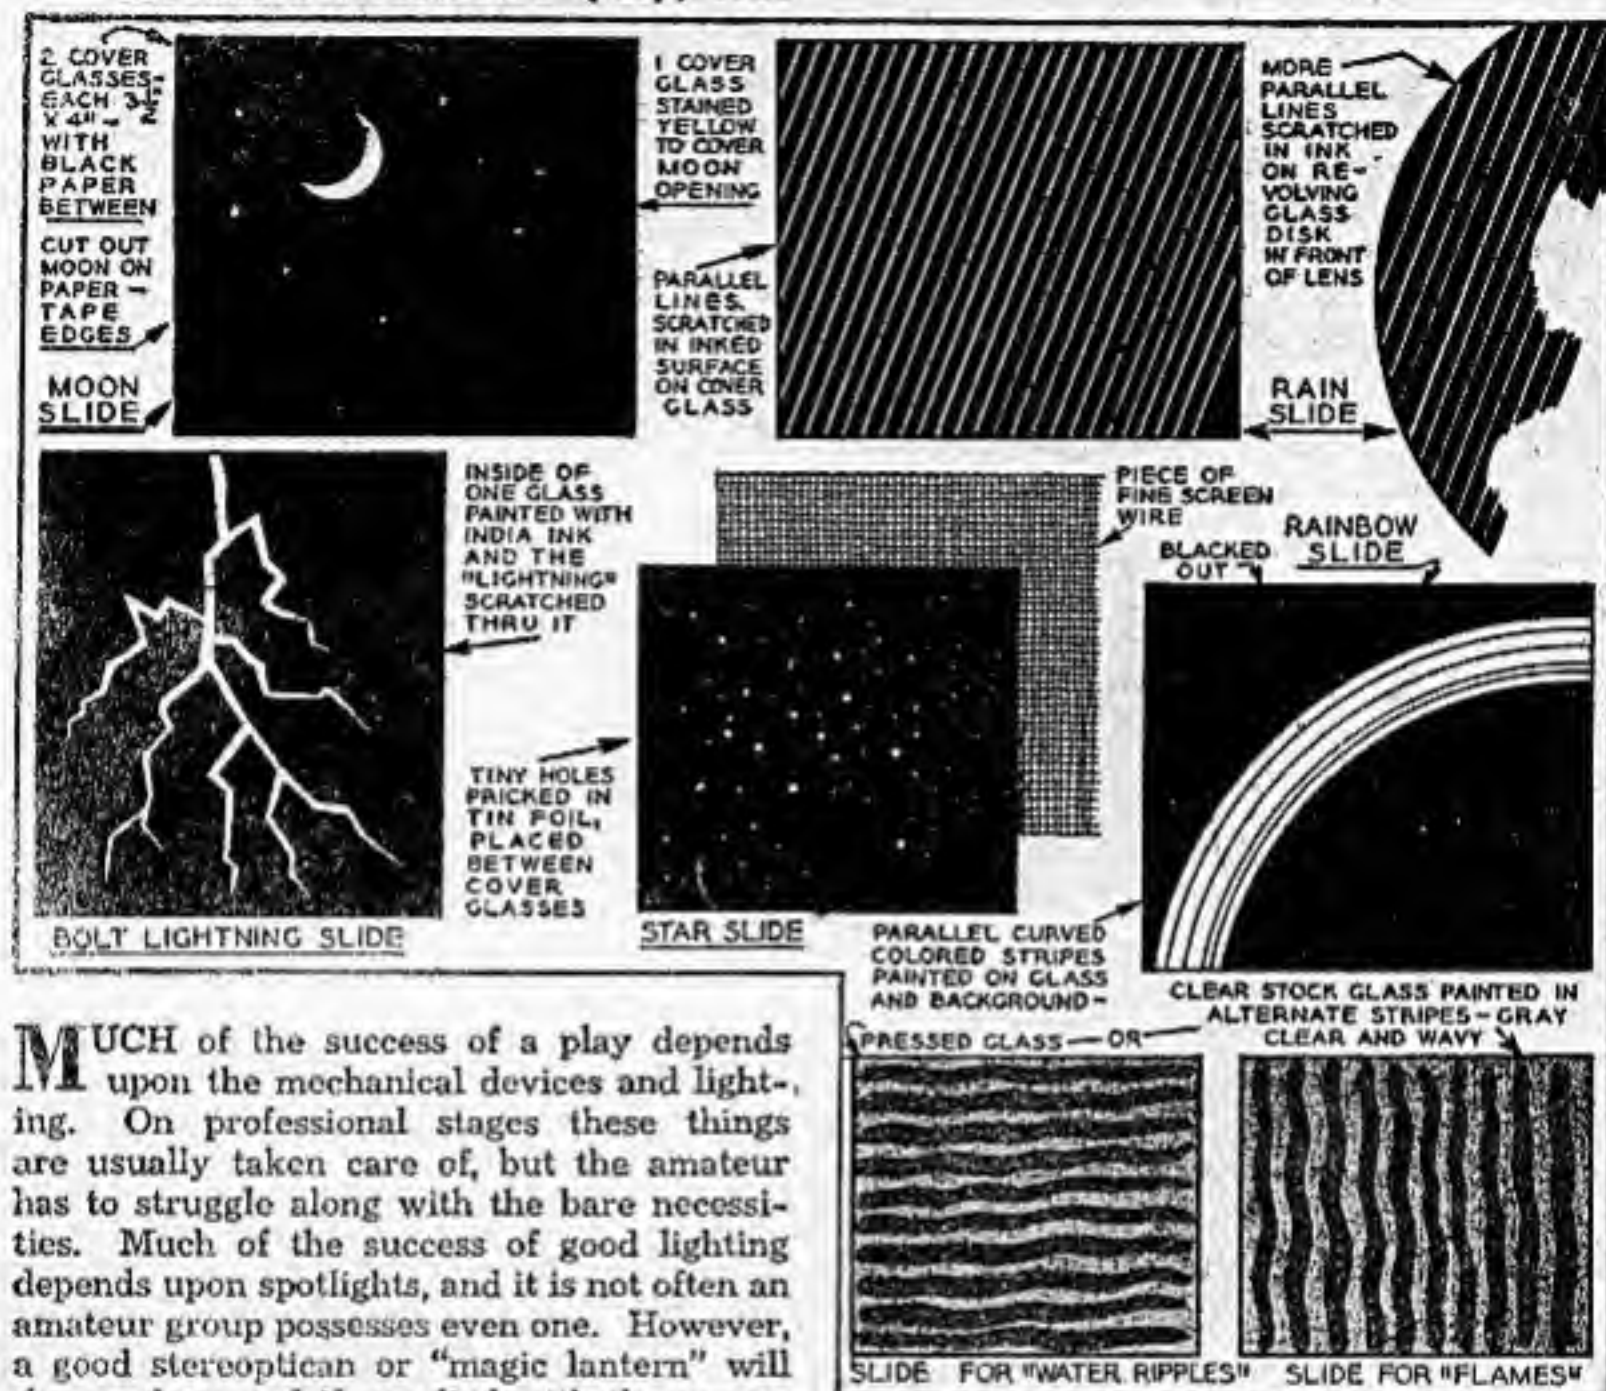 2 COVER
GLASSES-
EACH 3½"
X 4" -
WITH
BLACK
PAPER
BETWEEN
CUT OUT
MOON ON
PAPER -
TAPE
EDGES
MOON
SLIDE
1 COVER
GLASS
STAINED
YELLOW
TO COVER
MOON
OPENING
PARALLEL
LINES
SCRATCHED
IN INKED
SURFACE
ON COVER
GLASS
MORE
PARALLEL
LINES
SCRATCHED
IN INK
ON RE-
VOLVING
GLASS
DISK
IN FRONT
OF LENS
RAIN
SLIDE
INSIDE OF
ONE GLASS
PAINTED WITH
INDIA INK
AND THE
"LIGHTNING"
SCRATCHED
THRU IT
BOLT LIGHTNING SLIDE
PIECE OF
FINE SCREEN
WIRE
TINY HOLES
PRICKED IN
TIN FOIL,
PLACED
BETWEEN
COVER
GLASSES
STAR SLIDE
RAINBOW
SLIDE
BLACKED
OUT
PARALLEL CURVED
COLORED STRIPES
PAINTED ON GLASS
AND BACKGROUND-
CLEAR STOCK GLASS PAINTED IN
ALTERNATE STRIPES-GRAY
CLEAR AND WAVY
PRESSED GLASS - OR
SLIDE FOR "WATER RIPPLES"
SLIDE FOR "FLAMES"
MUCH of the success of a play depends
upon the mechanical devices and light-
ing. On professional stages these things
are usually taken care of, but the amateur
has to struggle along with the bare necessi-
ties. Much of the success of good lighting
depends upon spotlights, and it is not often an
amateur group possesses even one. However,
a good stereoptican or "magic lantern" will